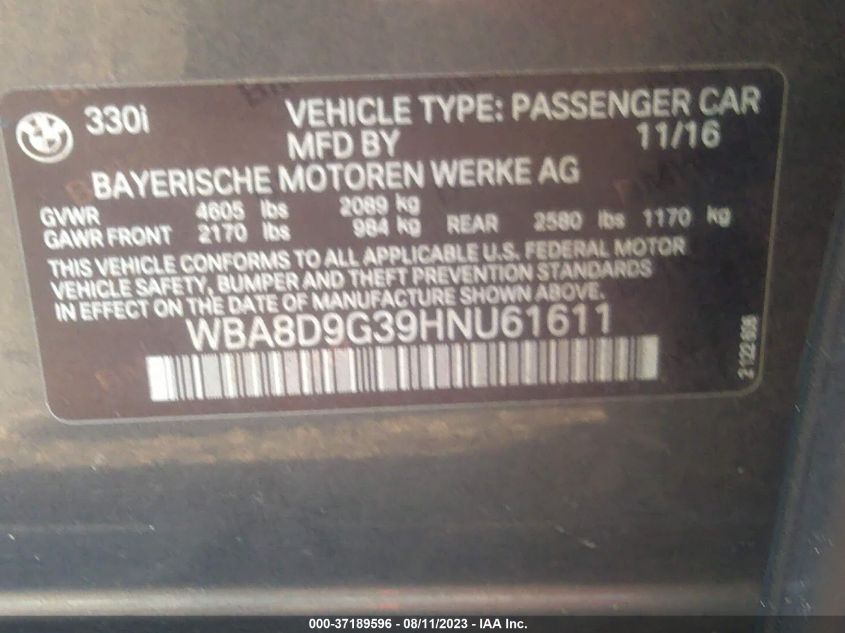 330i VEHICLE TYPE: PASSENGER CAR
MFD BY 11/16
BAYERISCHE MOTOREN WERKE AG
GVWR 4605 lbs 2089 kg
GAWR FRONT 2170 lbs 984 kg REAR 2580 lbs 1170 kg
THIS VEHICLE CONFORMS TO ALL APPLICABLE U.S. FEDERAL MOTOR
VEHICLE SAFETY, BUMPER AND THEFT PREVENTION STANDARDS
IN EFFECT ON THE DATE OF MANUFACTURE SHOWN ABOVE.
WBA8D9G39HNU61611
000-37189596 - 08/11/2023 - IAA Inc.